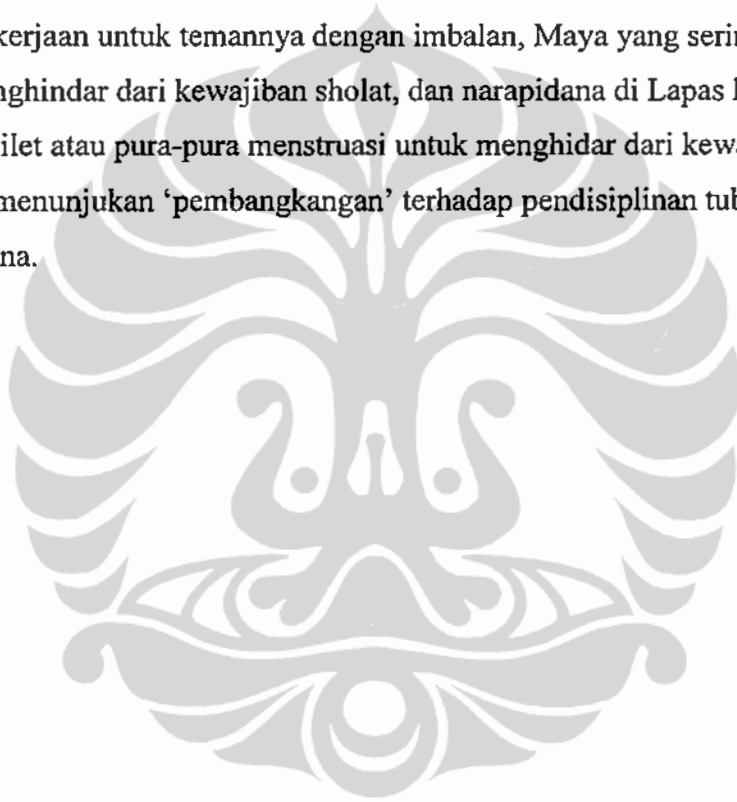 kerjaan untuk temannya dengan imbalan, Maya yang serin
nghindar dari kewajiban sholat, dan narapidana di Lapas
ilet atau pura-pura menstruasi untuk menghidar dari kewa
menunjukan ‘pembangkangan’ terhadap pendisiplinan tub
na.